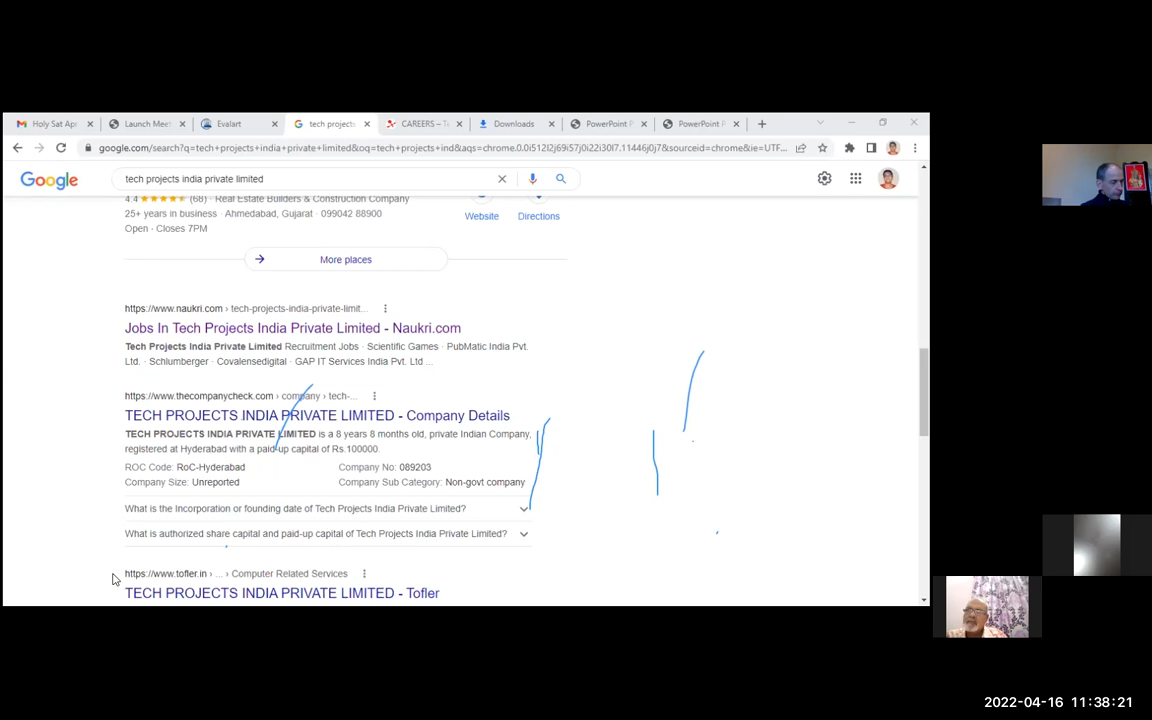 Holy Sat Apr
Launch Meet
Evalart
tech projects
CAREERS – Te
Downloads
PowerPoint P
PowerPoint P
google.com/search?q=tech+projects+india+private+limited&oq=tech+projects+ind&aqs=chrome.0.0i512l2j69i57j0i22i30l7.11446j0j7&sourceid=chrome&ie=UTF...
Google
tech projects india private limited
4.4 (68) · Real Estate Builders & Construction Company
25+ years in business · Ahmedabad, Gujarat · 099042 88900
Open · Closes 7PM
Website
Directions
More places
https://www.naukri.com › tech-projects-india-private-limit...
Jobs In Tech Projects India Private Limited - Naukri.com
Tech Projects India Private Limited Recruitment Jobs · Scientific Games · PubMatic India Pvt.
Ltd. · Schlumberger · Covalensedigital · GAP IT Services India Pvt. Ltd ...
https://www.thecompanycheck.com › company › tech-...
TECH PROJECTS INDIA PRIVATE LIMITED - Company Details
TECH PROJECTS INDIA PRIVATE LIMITED is a 8 years 8 months old, private Indian Company,
registered at Hyderabad with a paid-up capital of Rs.100000.
ROC Code: RoC-Hyderabad
Company No: 089203
Company Size: Unreported
Company Sub Category: Non-govt company
What is the Incorporation or founding date of Tech Projects India Private Limited?
What is authorized share capital and paid-up capital of Tech Projects India Private Limited?
https://www.tofler.in › ... › Computer Related Services
TECH PROJECTS INDIA PRIVATE LIMITED - Tofler
2022-04-16 11:38:21